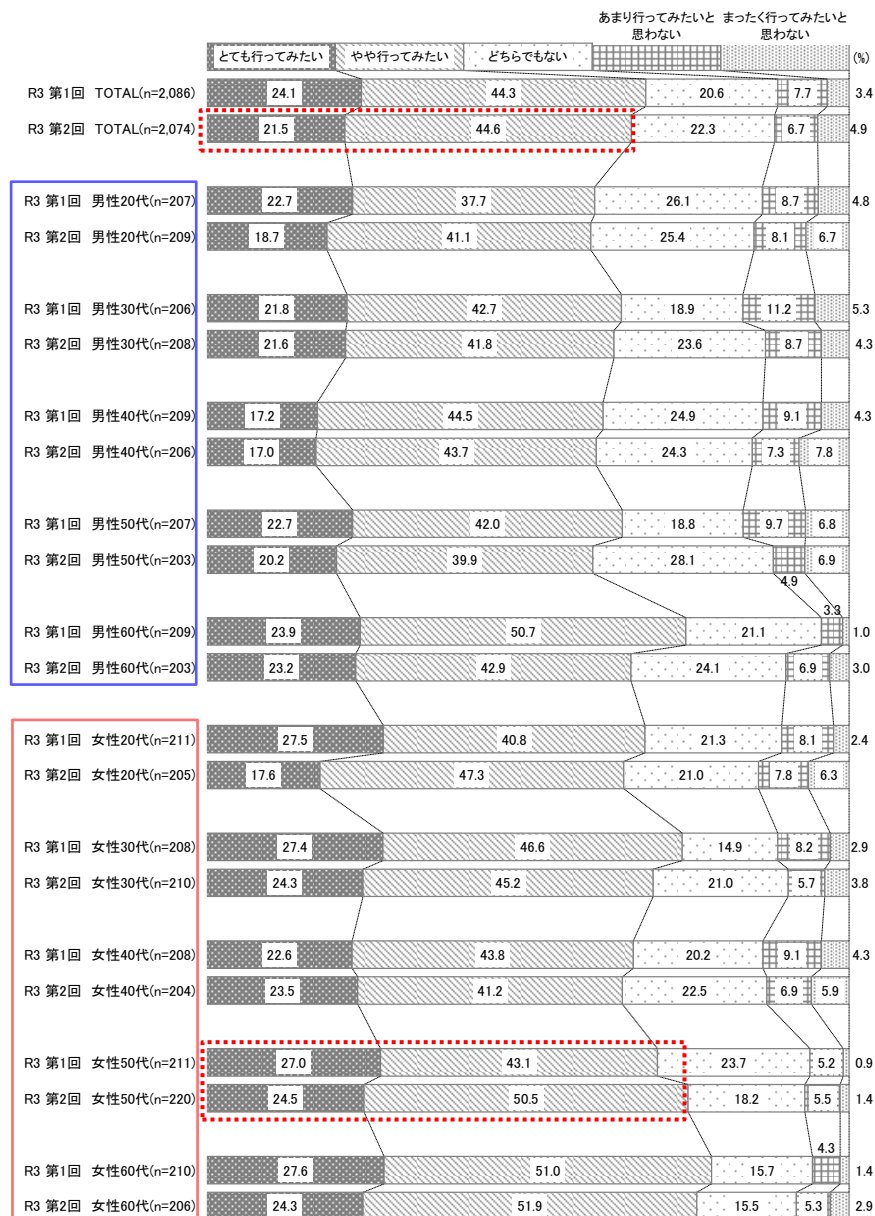 あまり行ってみたいと まったく行ってみたいと
思わない 思わない
とても行ってみたい やや行ってみたい どちらでもない (%)
R3 第1回 TOTAL(n=2,086) 24.1 44.3 20.6 7.7 3.4
R3 第2回 TOTAL(n=2,074) 21.5 44.6 22.3 6.7 4.9
R3 第1回 男性20代(n=207) 22.7 37.7 26.1 8.7 4.8
R3 第2回 男性20代(n=209) 18.7 41.1 25.4 8.1 6.7
R3 第1回 男性30代(n=206) 21.8 42.7 18.9 11.2 5.3
R3 第2回 男性30代(n=208) 21.6 41.8 23.6 8.7 4.3
R3 第1回 男性40代(n=209) 17.2 44.5 24.9 9.1 4.3
R3 第2回 男性40代(n=206) 17.0 43.7 24.3 7.3 7.8
R3 第1回 男性50代(n=207) 22.7 42.0 18.8 9.7 6.8
R3 第2回 男性50代(n=203) 20.2 39.9 28.1 4.9 6.9
R3 第1回 男性60代(n=209) 23.9 50.7 21.1 3.3 1.0
R3 第2回 男性60代(n=203) 23.2 42.9 24.1 6.9 3.0
R3 第1回 女性20代(n=211) 27.5 40.8 21.3 8.1 2.4
R3 第2回 女性20代(n=205) 17.6 47.3 21.0 7.8 6.3
R3 第1回 女性30代(n=208) 27.4 46.6 14.9 8.2 2.9
R3 第2回 女性30代(n=210) 24.3 45.2 21.0 5.7 3.8
R3 第1回 女性40代(n=208) 22.6 43.8 20.2 9.1 4.3
R3 第2回 女性40代(n=204) 23.5 41.2 22.5 6.9 5.9
R3 第1回 女性50代(n=211) 27.0 43.1 23.7 5.2 0.9
R3 第2回 女性50代(n=220) 24.5 50.5 18.2 5.5 1.4
R3 第1回 女性60代(n=210) 27.6 51.0 15.7 4.3 1.4
R3 第2回 女性60代(n=206) 24.3 51.9 15.5 5.3 2.9